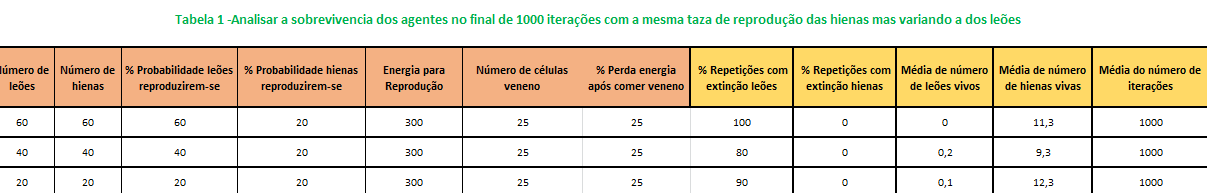 Tabela 1 -Analisar a sobrevivencia dos agentes no final de 1000 iterações com a mesma taza de reprodução das hienas mas variando a dos leões
Número de leões | Número de hienas | % Probabilidade leões reproduzirem-se | % Probabilidade hienas reproduzirem-se | Energia para Reprodução | Número de células veneno | % Perda energia após comer veneno | % Repetições com extinção leões | % Repetições com extinção hienas | Média de número de leões vivos | Média de número de hienas vivas | Média do número de iterações
60 | 60 | 60 | 20 | 300 | 25 | 25 | 100 | 0 | 0 | 11,3 | 1000
40 | 40 | 40 | 20 | 300 | 25 | 25 | 80 | 0 | 0,2 | 9,3 | 1000
20 | 20 | 20 | 20 | 300 | 25 | 25 | 90 | 0 | 0,1 | 12,3 | 1000